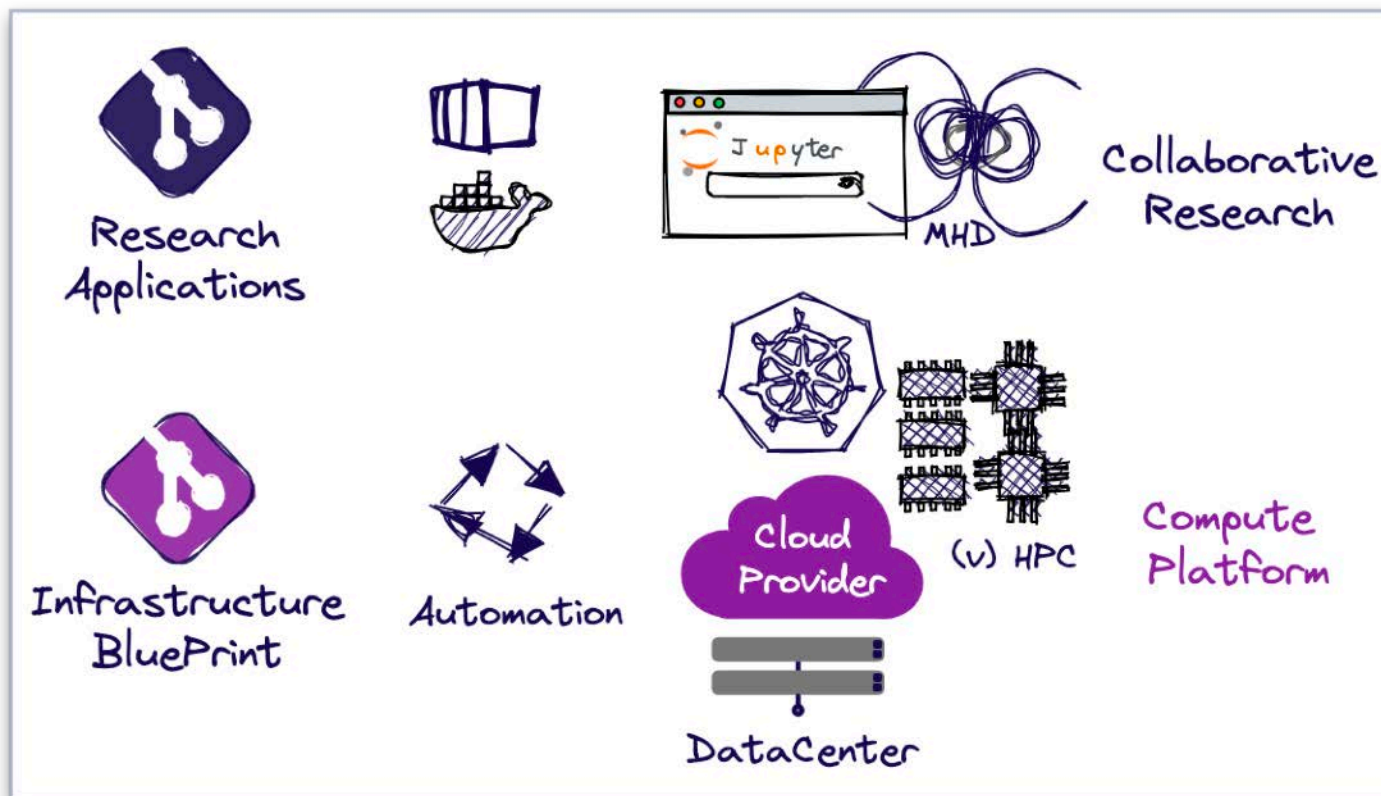 Research
Applications
Jupyter
MHD
Collaborative
Research
Infrastructure
BluePrint
Automation
Cloud
Provider
(v) HPC
DataCenter
Compute
Platform